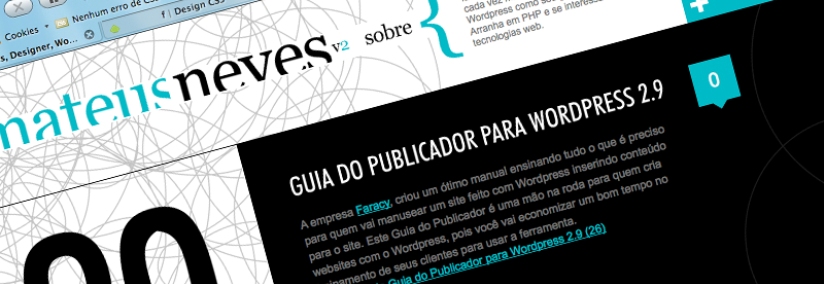 Cookies
Nenhum erro de CSS
s, Designer, Wo...
f | Design
mateusneves v2
sobre {
cada vez
Wordpress como
Arranha em PHP e se interess
tecnologias web.
0
GUIA DO PUBLICADOR PARA WORDPRESS 2.9
A empresa Faracy, criou um ótimo manual ensinando tudo o que é preciso
para quem vai manusear um site feito com Wordpress inserindo conteúdo
para o site. Este Guia do Publicador é uma mão na roda para quem cria
websites com o Wordpress, pois você vai economizar um bom tempo no
inamento de seus clientes para usar a ferramenta.
Guia do Publicador para Wordpress 2.9 (26)